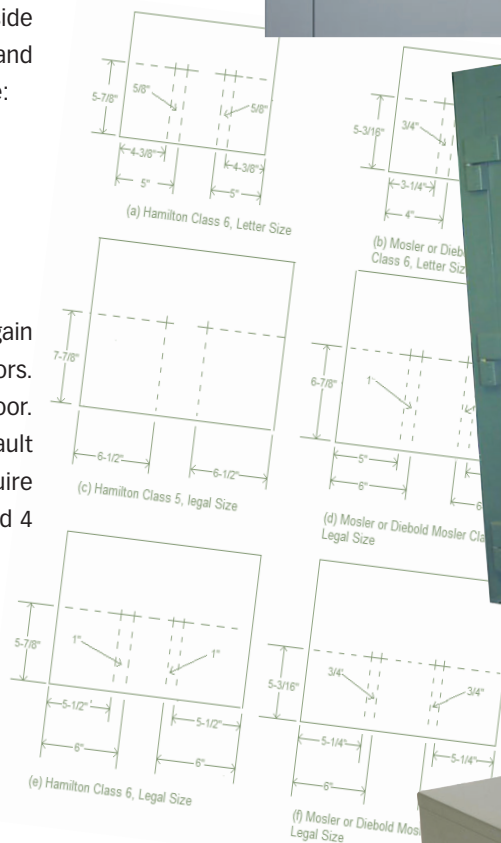 side
and
e:
5/8"
5-7/8"
5/8"
4-3/8"
4-3/8"
5"
5"
(a) Hamilton Class 6, Letter Size
3/4"
5-3/16"
3-1/4"
4"
(b) Mosler or Dieb
Class 6, Letter Siz
gain
ors.
oor.
ault
uire
d 4
7-7/8"
6-1/2"
6-1/2"
(c) Hamilton Class 5, legal Size
1"
6-7/8"
5"
6"
6
(d) Mosler or Diebold Mosler Cla
Legal Size
5-7/8"
1"
1"
5-1/2"
5-1/2"
6"
6"
(e) Hamilton Class 6, Legal Size
3/4"
3/4"
5-3/16"
5-1/4"
5-1/4"
6"
(f) Mosler or Diebold Mos
Legal Size